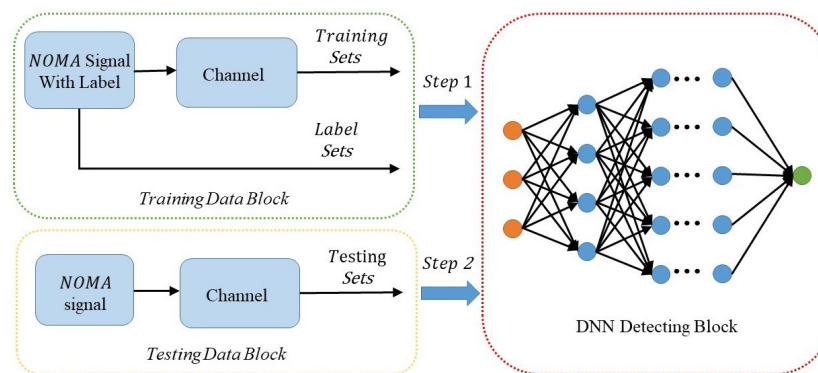 NOMA Signal
With Label
Channel
Training
Sets
Label
Sets
Training Data Block
Step 1
NOMA
signal
Channel
Testing
Sets
Testing Data Block
Step 2
DNN Detecting Block